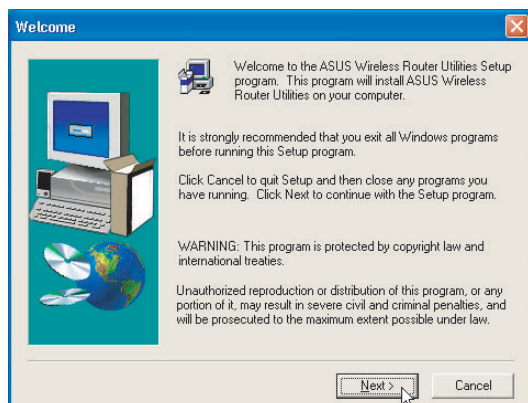 Welcome
Welcome to the ASUS Wireless Router Utilities Setup
program. This program will install ASUS Wireless
Router Utilities on your computer.
It is strongly recommended that you exit all Windows programs
before running this Setup program.
Click Cancel to quit Setup and then close any programs you
have running. Click Next to continue with the Setup program.
WARNING: This program is protected by copyright law and
international treaties.
Unauthorized reproduction or distribution of this program, or any
portion of it, may result in severe civil and criminal penalties, and
will be prosecuted to the maximum extent possible under law.
Next > Cancel